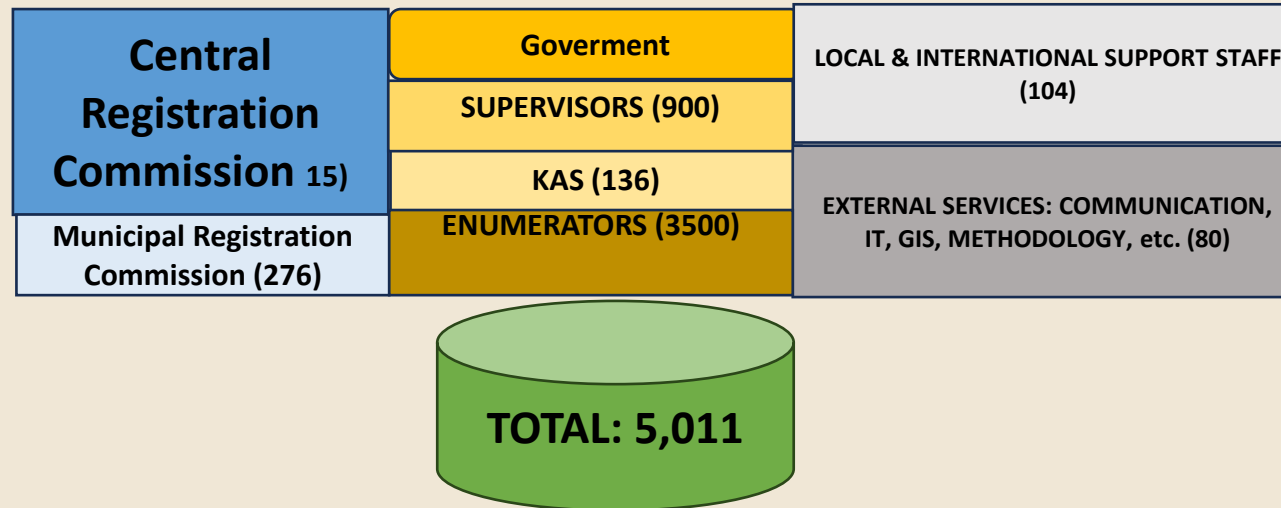 Central
Registration
Commission 15)
Municipal Registration
Commission (276)
Goverment
SUPERVISORS (900)
KAS (136)
ENUMERATORS (3500)
LOCAL & INTERNATIONAL SUPPORT STAFF
(104)
EXTERNAL SERVICES: COMMUNICATION,
IT, GIS, METHODOLOGY, etc. (80)
TOTAL: 5,011